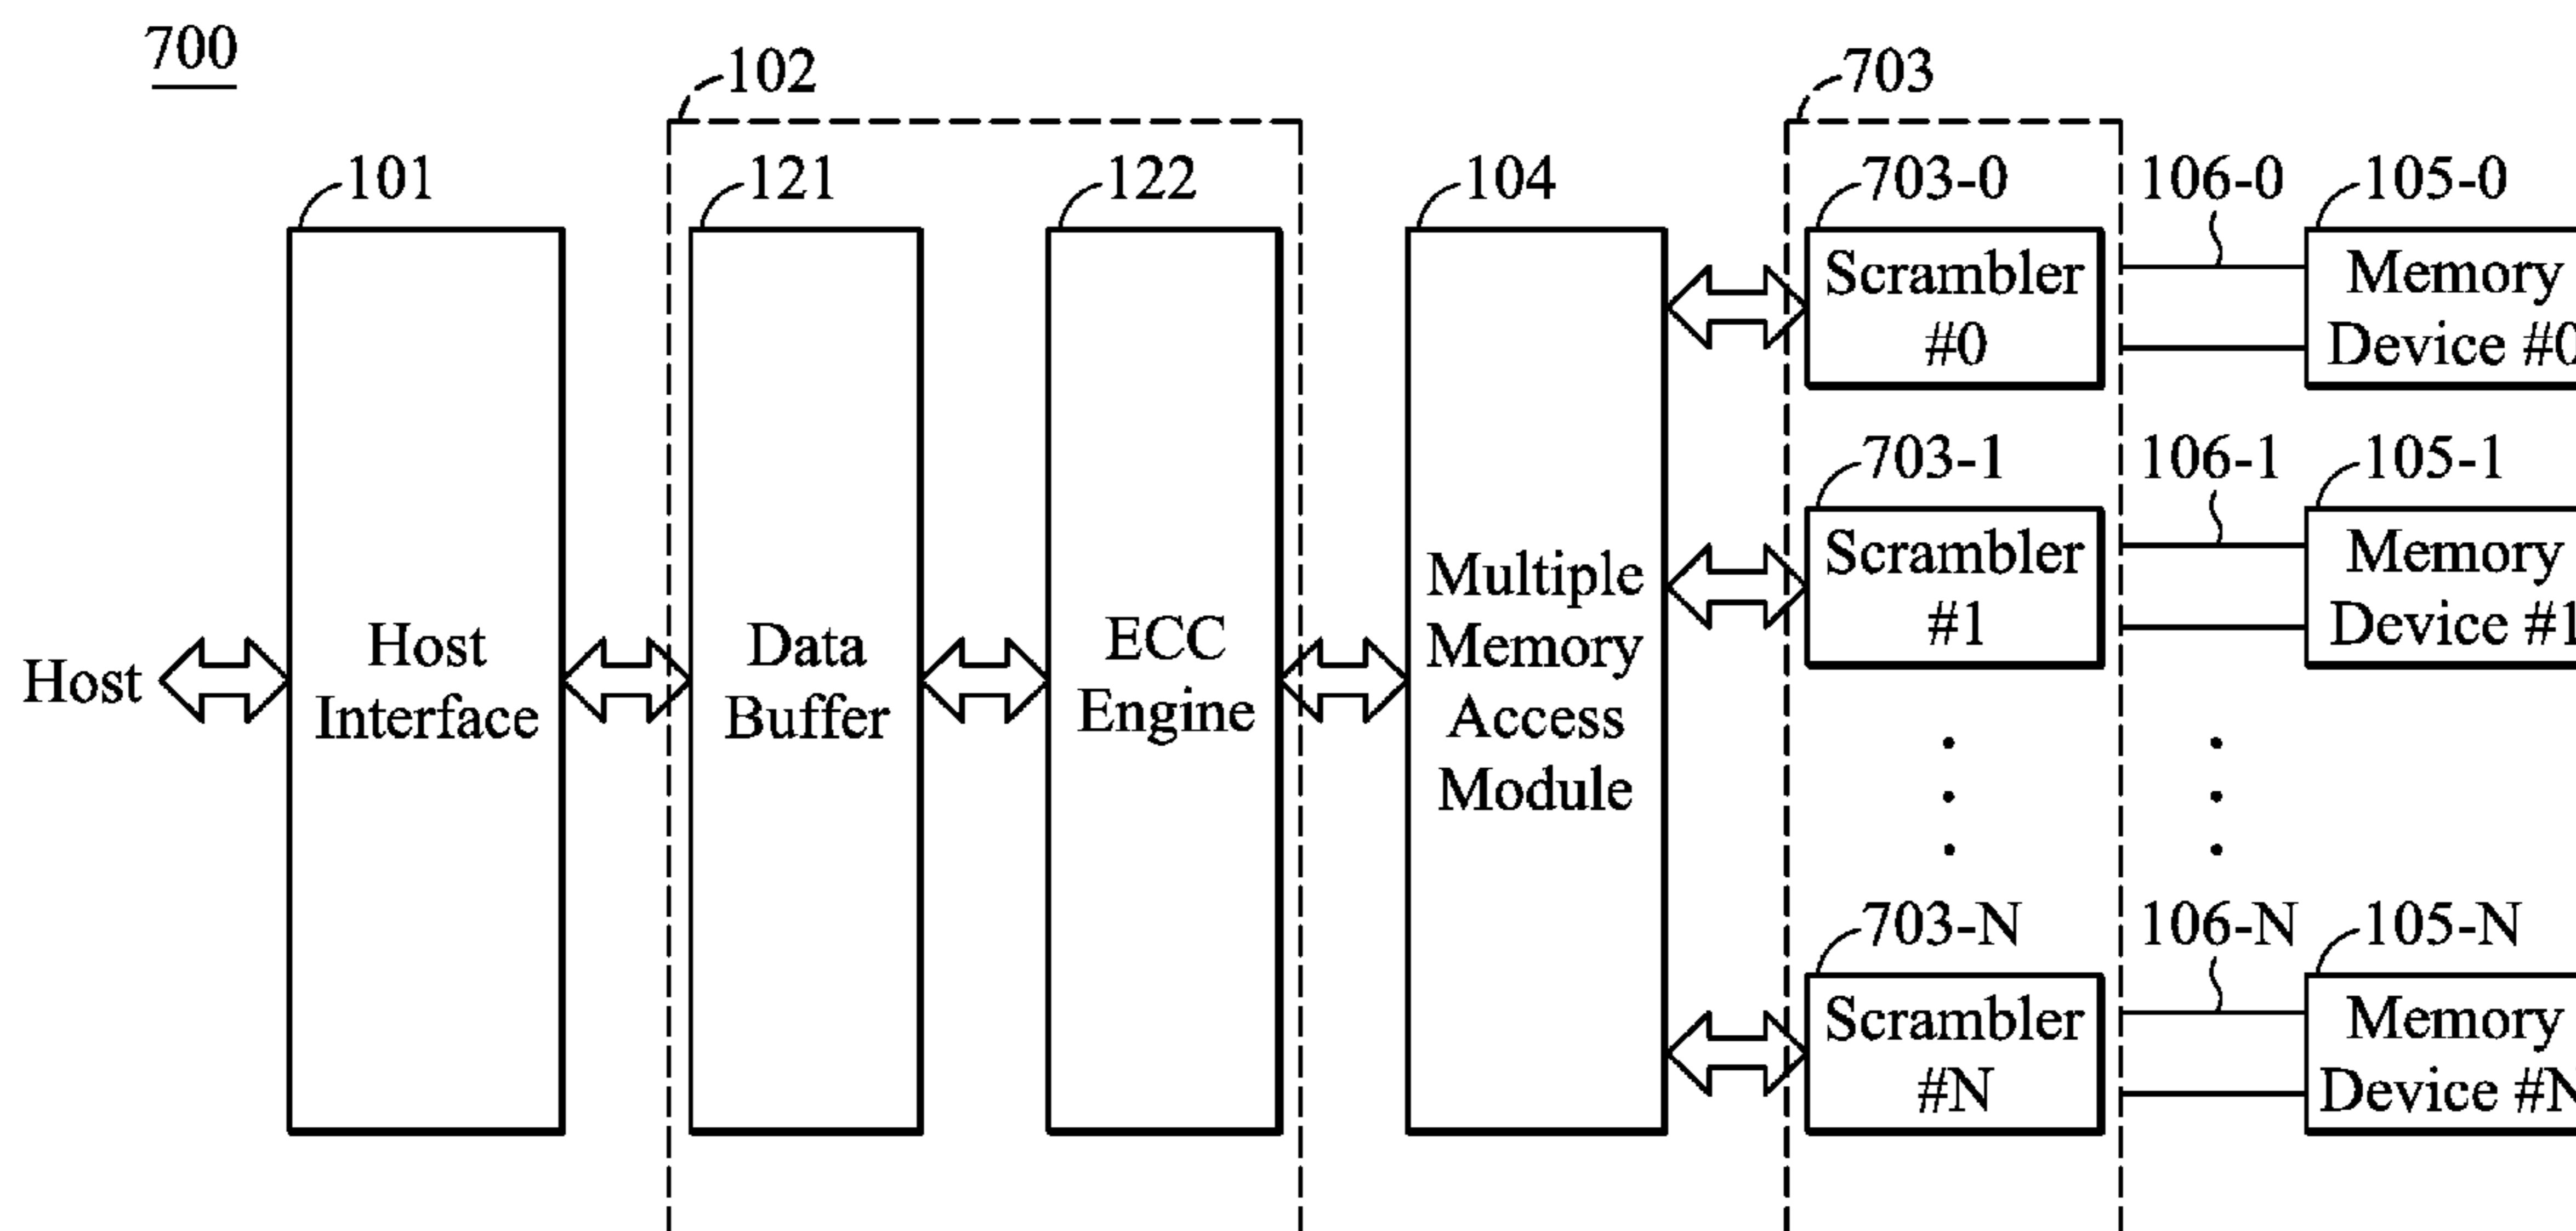 700
102
703
101
121
122
104
703-0
106-0
105-0
Scrambler
#0
Memory
Device #0
703-1
106-1
105-1
Scrambler
#1
Memory
Device #1
Host
Host
Interface
Data
Buffer
ECC
Engine
Multiple
Memory
Access
Module
703-N
106-N
105-N
Scrambler
#N
Memory
Device #N